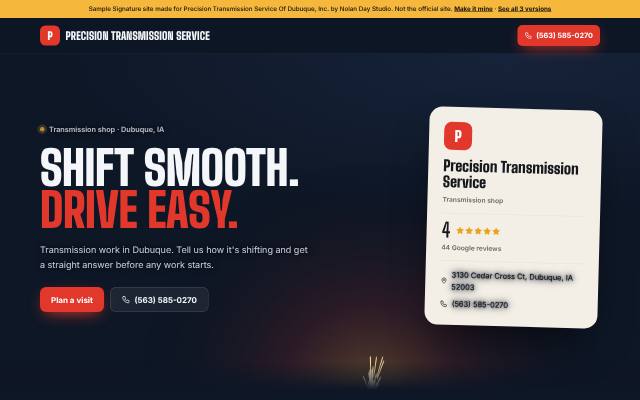 Sample Signature site made for Precision Transmission Service Of Dubuque, Inc. by Nolan Day Studio. Not the official site. Make it mine · See all 3 versions
P PRECISION TRANSMISSION SERVICE
(563) 585-0270
Transmission shop · Dubuque, IA
SHIFT SMOOTH.
DRIVE EASY.
Transmission work in Dubuque. Tell us how it's shifting and get
a straight answer before any work starts.
Plan a visit
(563) 585-0270
P
Precision Transmission
Service
Transmission shop
4
44 Google reviews
3130 Cedar Cross Ct, Dubuque, IA
52003
(563) 585-0270